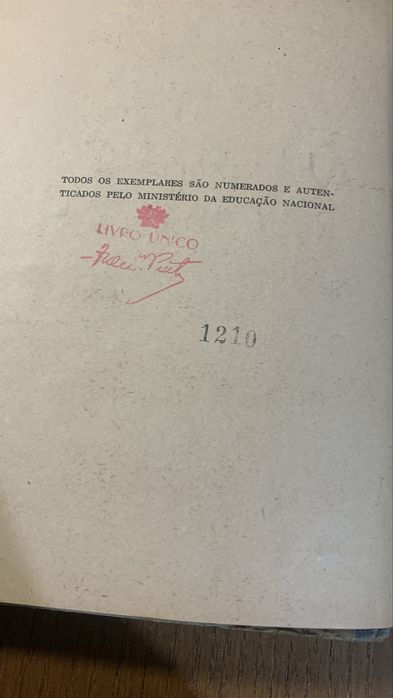 TODOS OS EXEMPLARES SÃO NUMERADOS E AUTEN-
TICADOS PELO MINISTÉRIO DA EDUCAÇÃO NACIONAL
LIVRO ÚNICO
1210